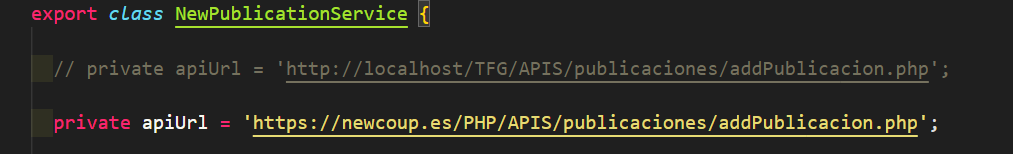 export class NewPublicationService {
// private apiUrl = 'http://localhost/TFG/APIS/publicaciones/addPublicacion.php';
private apiUrl = 'https://newcoup.es/PHP/APIS/publicaciones/addPublicacion.php';